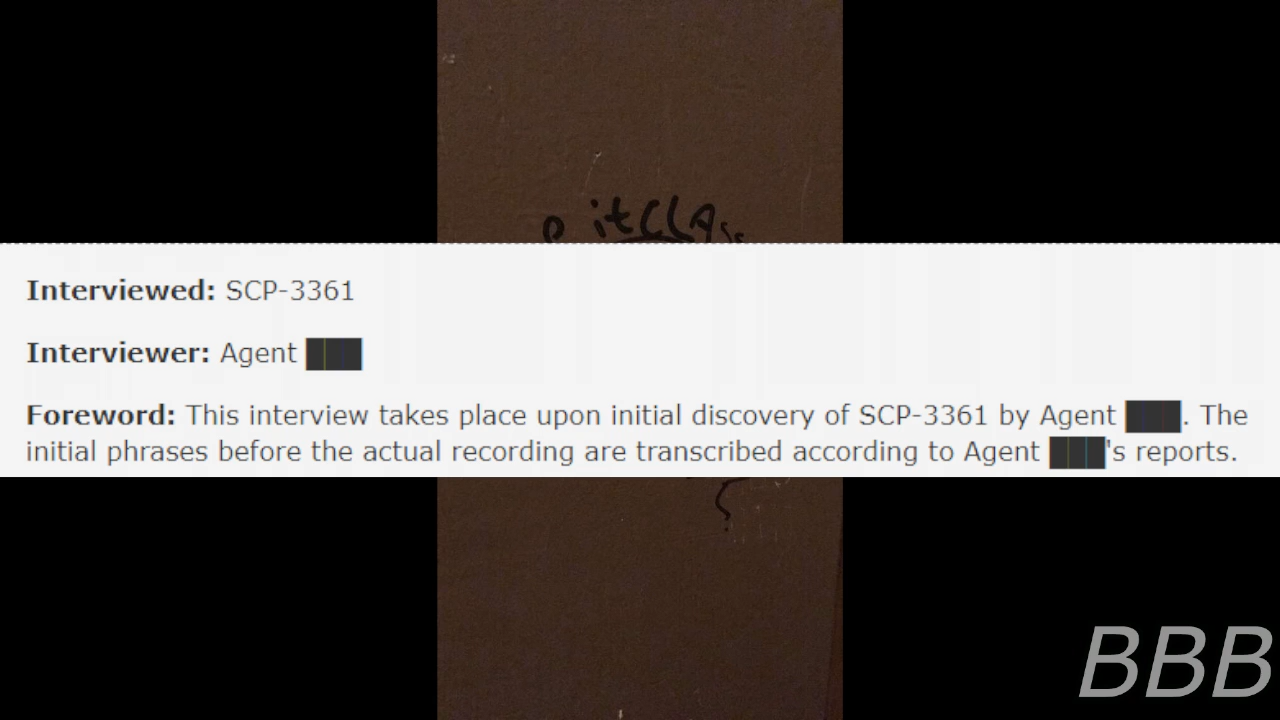 Interviewed: SCP-3361
Interviewer: Agent ███
Foreword: This interview takes place upon initial discovery of SCP-3361 by Agent ███. The
initial phrases before the actual recording are transcribed according to Agent ███'s reports.
BBB